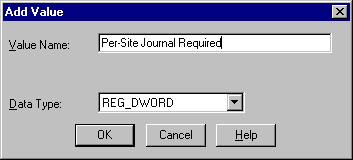 Add Value
Value Name: Per-Site Journal Required
Data Type: REG_DWORD
OK Cancel Help